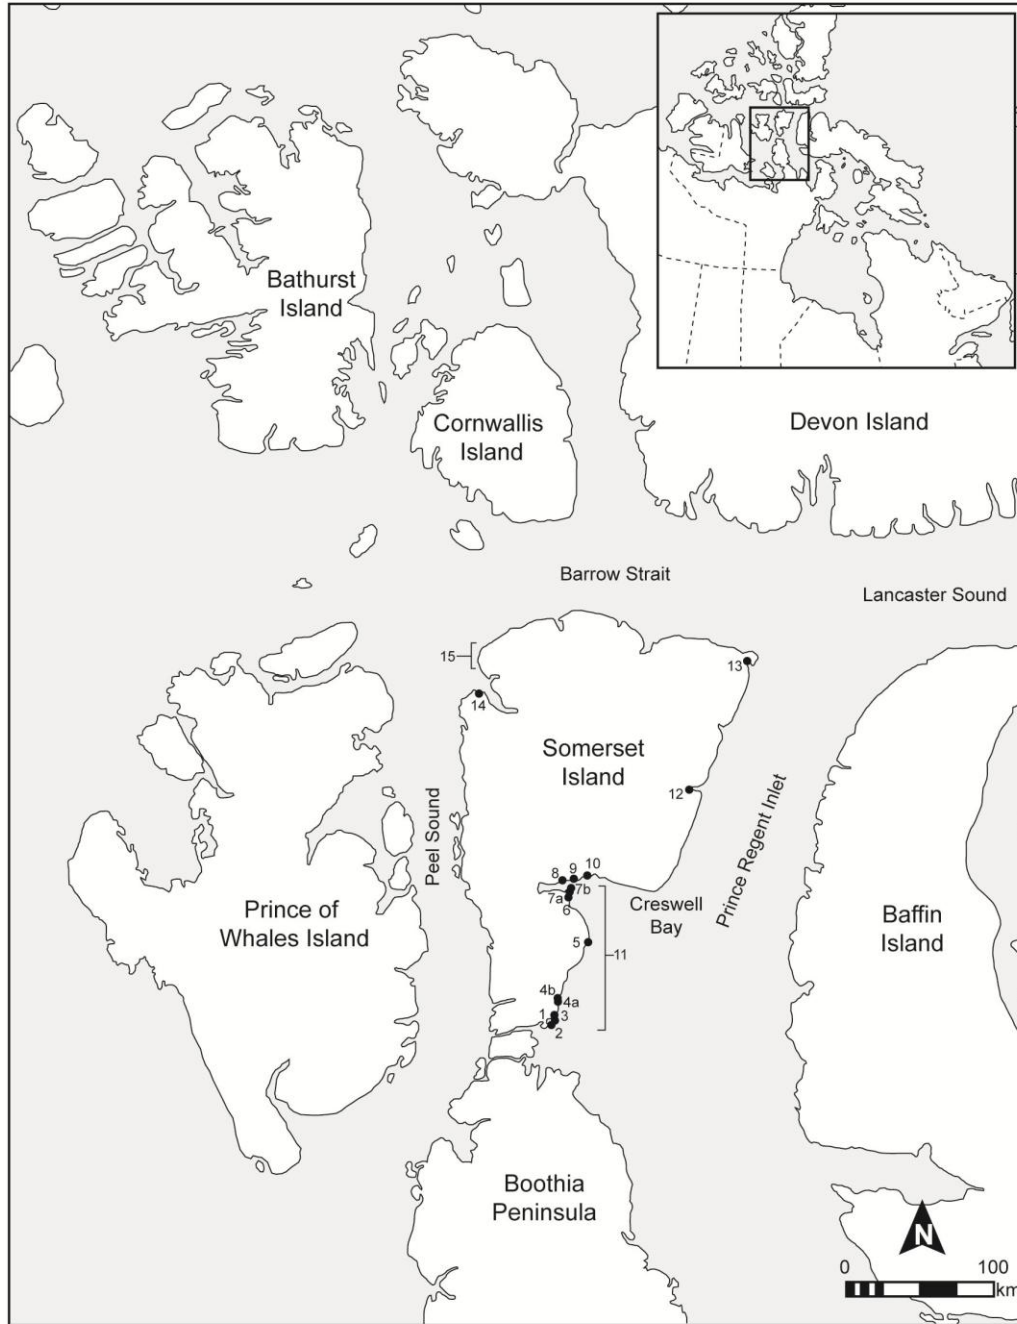 Bathurst
Island
Cornwallis
Island
Devon Island
Barrow Strait
Lancaster Sound
15
13
14
Somerset
Island
12
Peel Sound
Prince Regent Inlet
8
9
10
7b
7a
6
Creswell
Bay
Prince of
Whales Island
Baffin
Island
5
11
4b
4a
1
3
2
Boothia
Peninsula
N
0
100
km